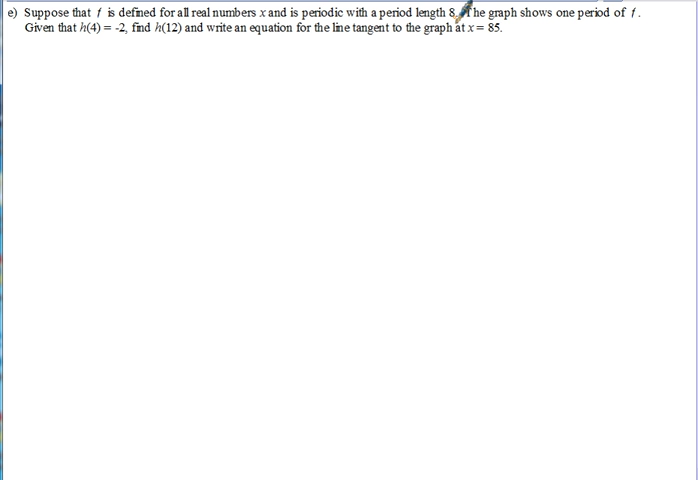 e) Suppose that f is defined for all real numbers x and is periodic with a period length 8. The graph shows one period of f.
Given that h(4) = -2, find h(12) and write an equation for the line tangent to the graph at x = 85.